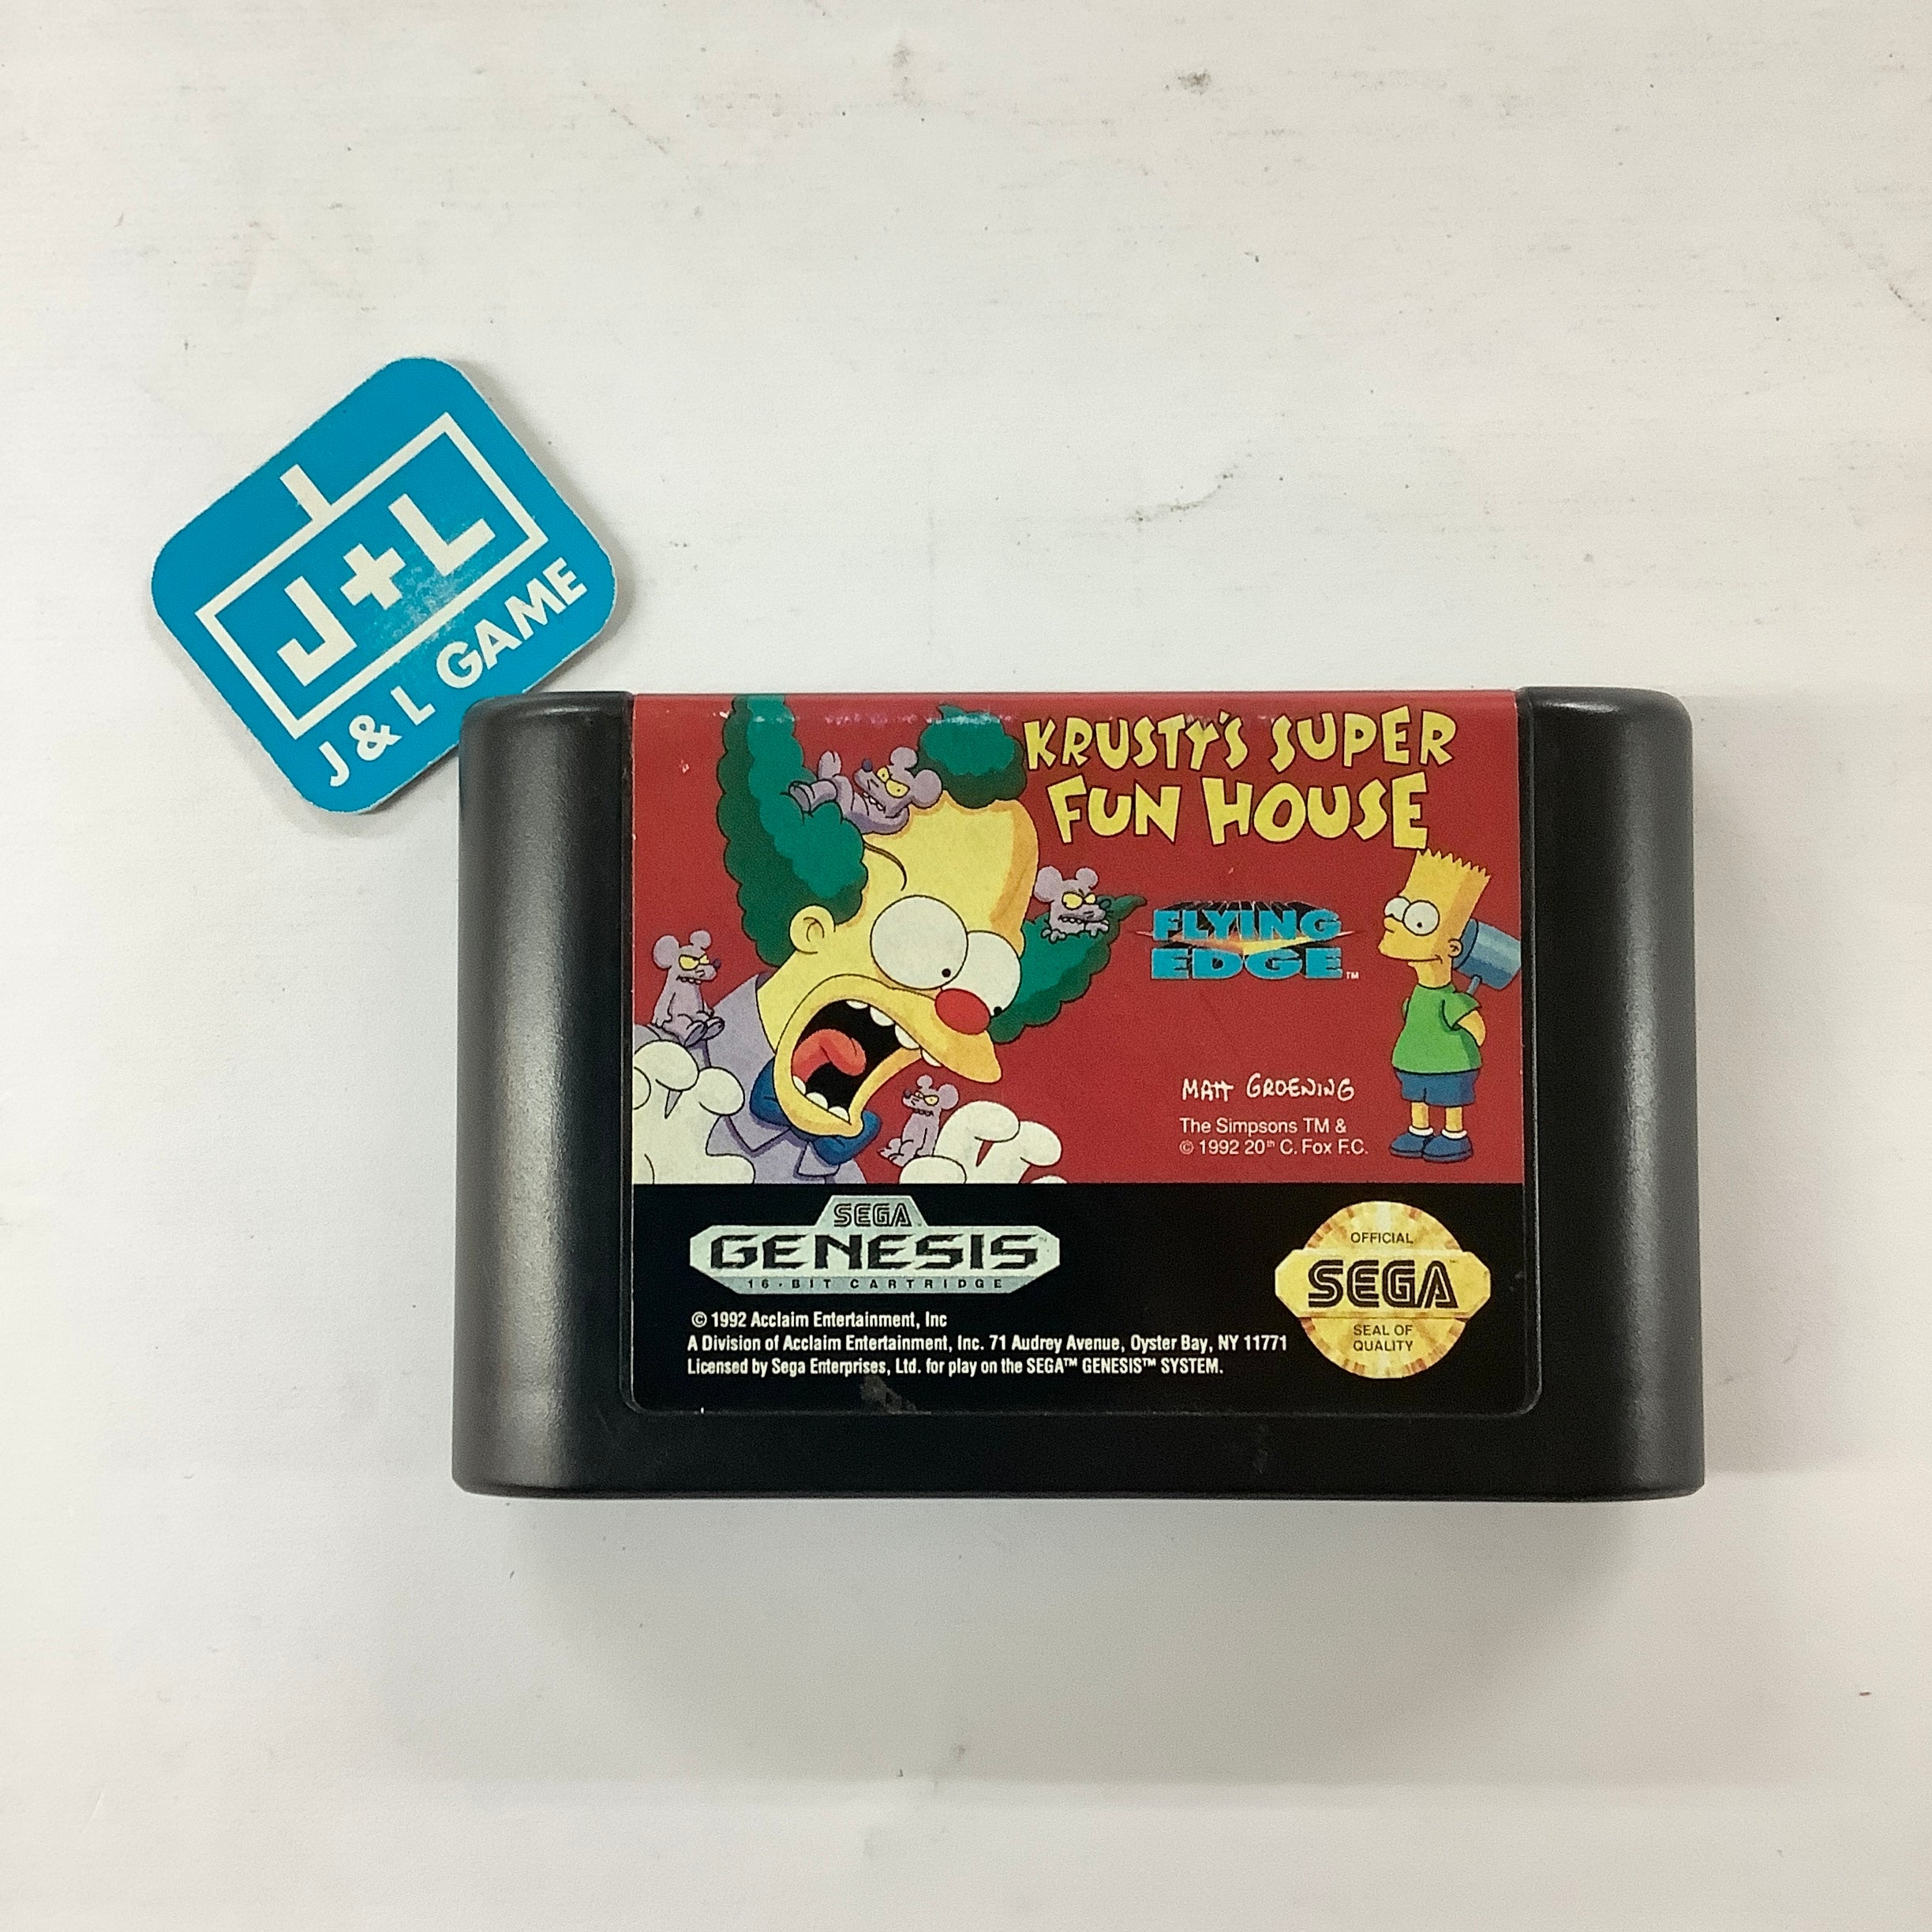 J+L
J & L GAME
KRUSTY'S SUPER
FUN HOUSE
FLYING
EDGE™
MATT GROENING
The Simpsons TM &
© 1992 20th C. Fox F.C.
SEGA
GENESIS
16-BIT CARTRIDGE
© 1992 Acclaim Entertainment, Inc
A Division of Acclaim Entertainment, Inc. 71 Audrey Avenue, Oyster Bay, NY 11771
Licensed by Sega Enterprises, Ltd. for play on the SEGA™ GENESIS™ SYSTEM.
OFFICIAL
SEGA
SEAL OF
QUALITY